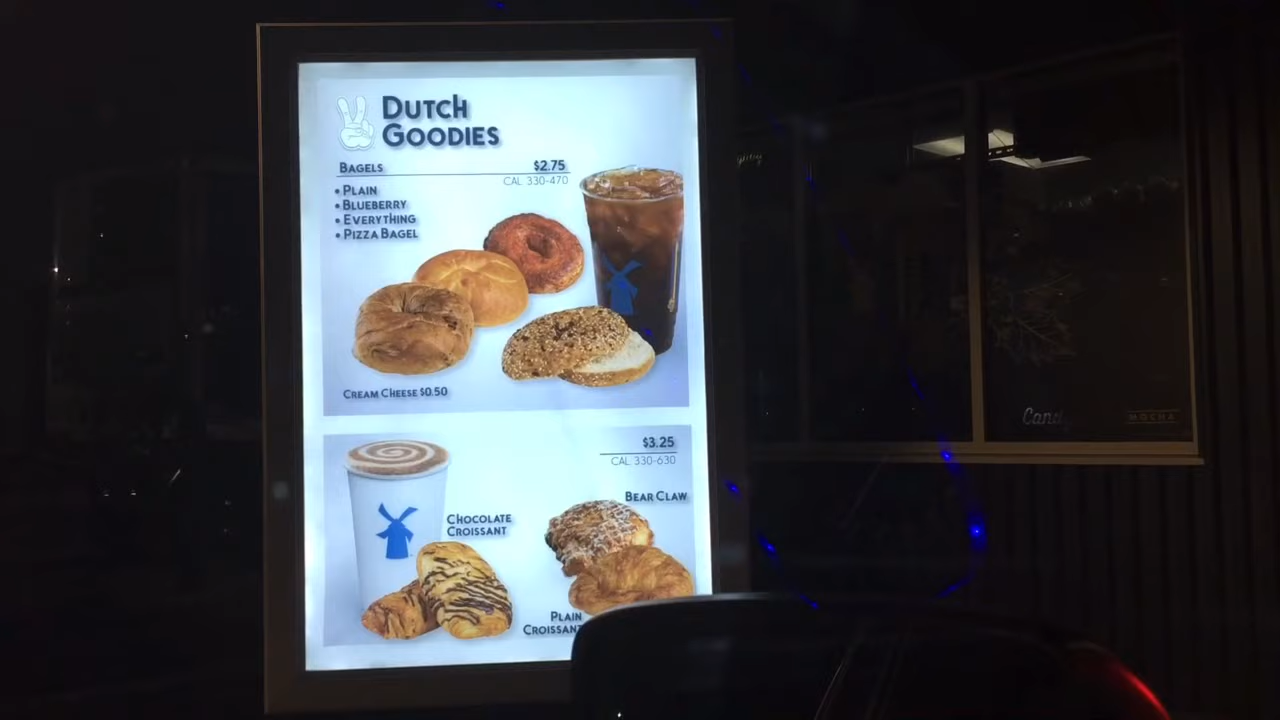 Dutch
Goodies
Bagels $2.75
CAL 330-470
• Plain
• Blueberry
• Everything
• Pizza Bagel
Cream Cheese $0.50
$3.25
CAL 330-630
Bear Claw
Chocolate
Croissant
Plain
Croissant
MOCHA